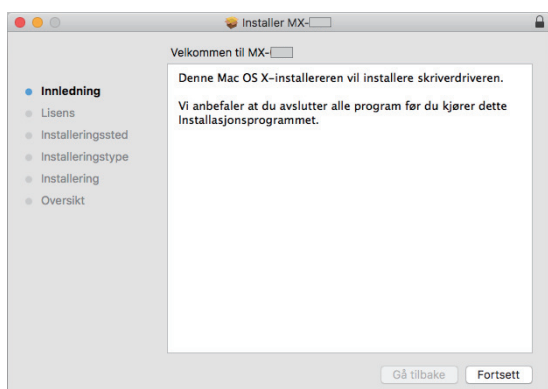 Installer MX-
Velkommen til MX-
Innledning
Lisens
Installeringssted
Installeringstype
Installering
Oversikt
Denne Mac OS X-installereren vil installere skriverdriveren.
Vi anbefaler at du avslutter alle program før du kjører dette
Installasjonsprogrammet.
Gå tilbake
Fortsett